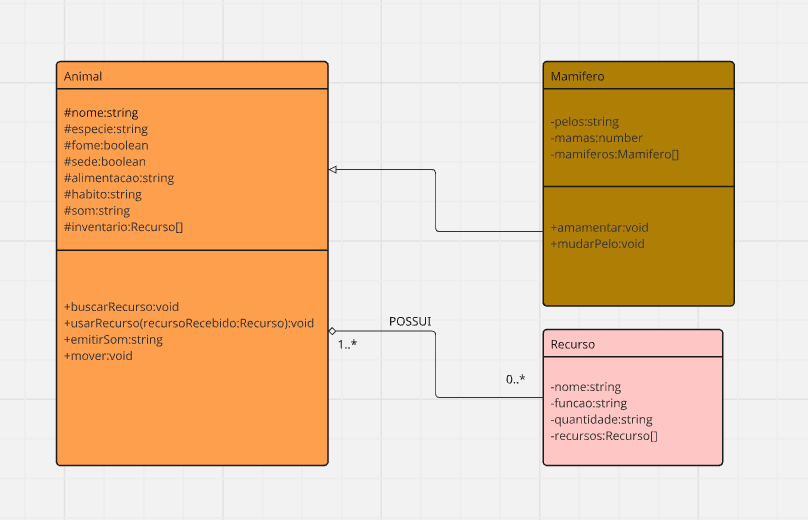 Animal
#nome:string
#especie:string
#fome:boolean
#sede:boolean
#alimentacao:string
#habito:string
#som:string
#inventario:Recurso[]
+buscarRecurso:void
+usarRecurso(recursoRecebido:Recurso):void
+emitirSom:string
+mover:void
Mamifero
-pelos:string
-mamas:number
-mamiferos:Mamifero[]
+amamentar:void
+mudarPelo:void
POSSUI
1..*
0..*
Recurso
-nome:string
-funcao:string
-quantidade:string
-recursos:Recurso[]